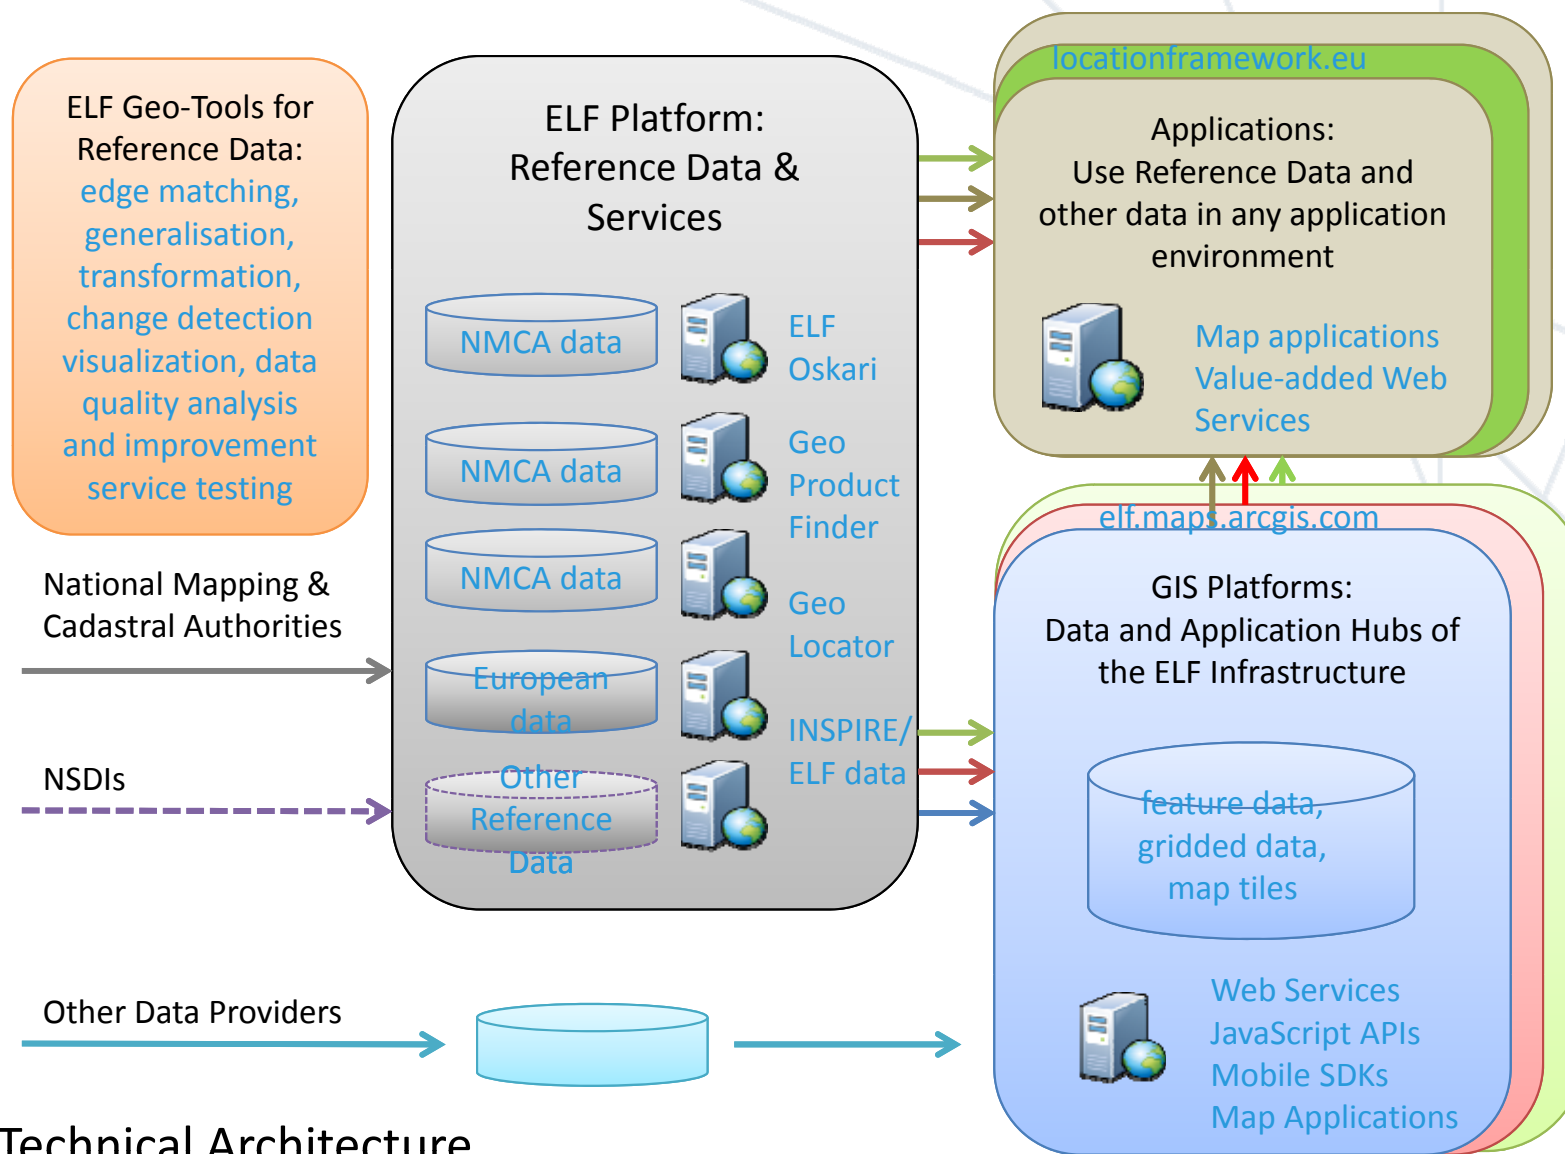 ELF Geo-Tools for
Reference Data:
edge matching,
generalisation,
transformation,
change detection
visualization, data
quality analysis
and improvement
service testing
National Mapping &
Cadastral Authorities
NSDIs
Other Data Providers
ELF Platform:
Reference Data &
Services
NMCA data
NMCA data
NMCA data
European
data
Other
Reference
Data
ELF
Oskari
Geo
Product
Finder
Geo
Locator
INSPIRE/
ELF data
locationframework.eu
Applications:
Use Reference Data and
other data in any application
environment
Map applications
Value-added Web
Services
elf.maps.arcgis.com
GIS Platforms:
Data and Application Hubs of
the ELF Infrastructure
feature data,
gridded data,
map tiles
Web Services
JavaScript APIs
Mobile SDKs
Map Applications
Technical Architecture